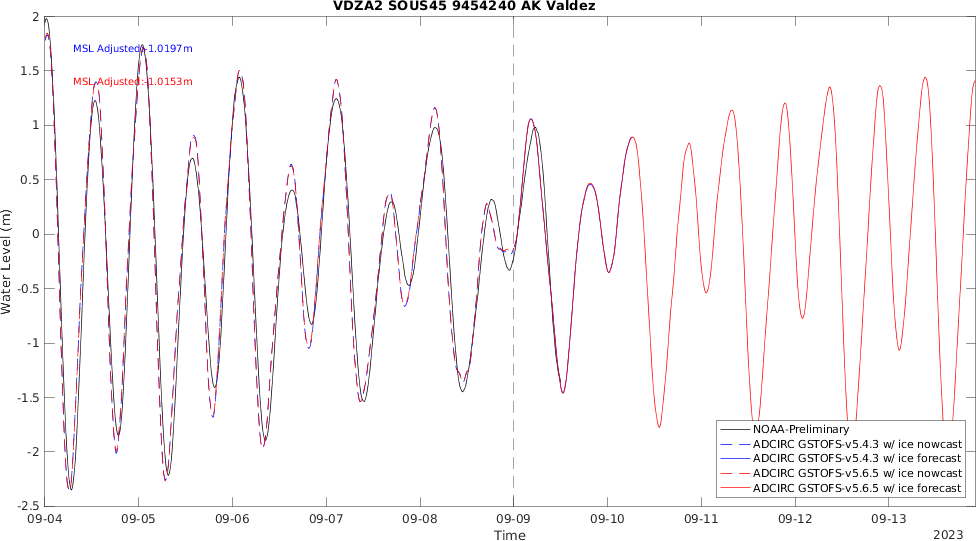 VDZA2 SOUS45 9454240 AK Valdez
MSL Adjusted:-1.0197m
MSL Adjusted:-1.0153m
2
1.5
1
0.5
0
-0.5
-1
-1.5
-2
-2.5
Water Level (m)
NOAA-Preliminary
ADCIRC GSTOFS-v5.4.3 w/ ice nowcast
ADCIRC GSTOFS-v5.4.3 w/ ice forecast
ADCIRC GSTOFS-v5.6.5 w/ ice nowcast
ADCIRC GSTOFS-v5.6.5 w/ ice forecast
09-04 09-05 09-06 09-07 09-08 09-09 09-10 09-11 09-12 09-13
Time
2023